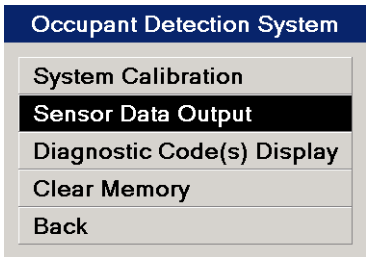 Occupant Detection System
System Calibration
Sensor Data Output
Diagnostic Code(s) Display
Clear Memory
Back